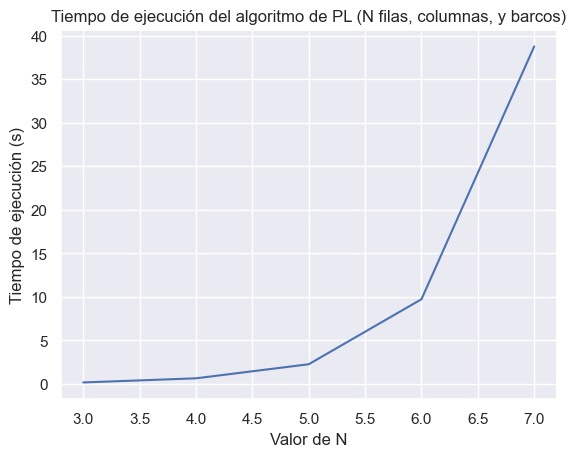 Tiempo de ejecución del algoritmo de PL (N filas, columnas, y barcos)
40
35
30
25
20
15
10
5
0
Tiempo de ejecución (s)
3.0 3.5 4.0 4.5 5.0 5.5 6.0 6.5 7.0
Valor de N